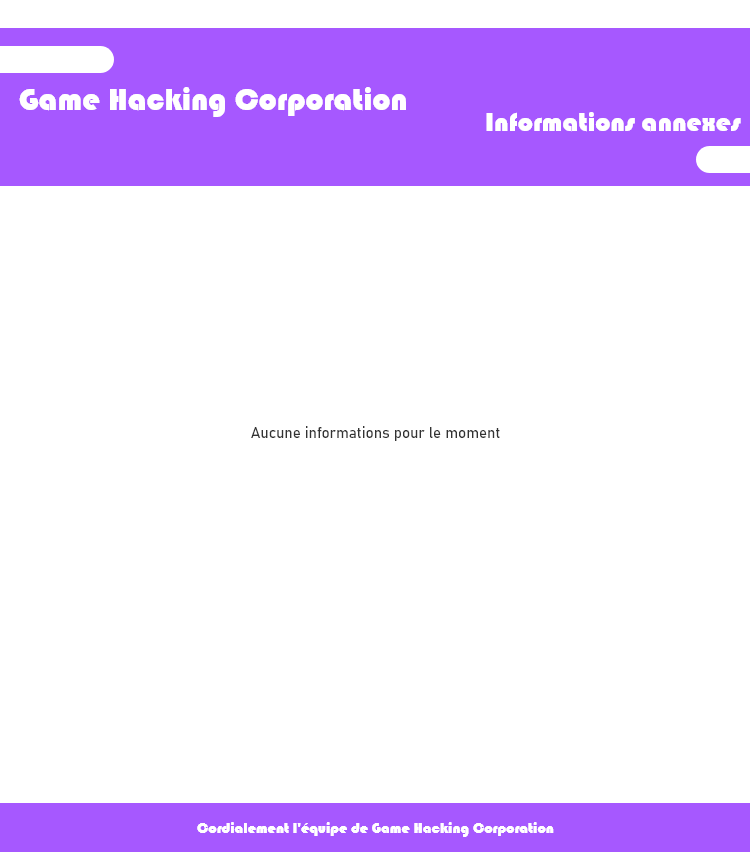 Game Hacking Corporation
Informations annexes
Aucune informations pour le moment
Cordialement l'équipe de Game Hacking Corporation